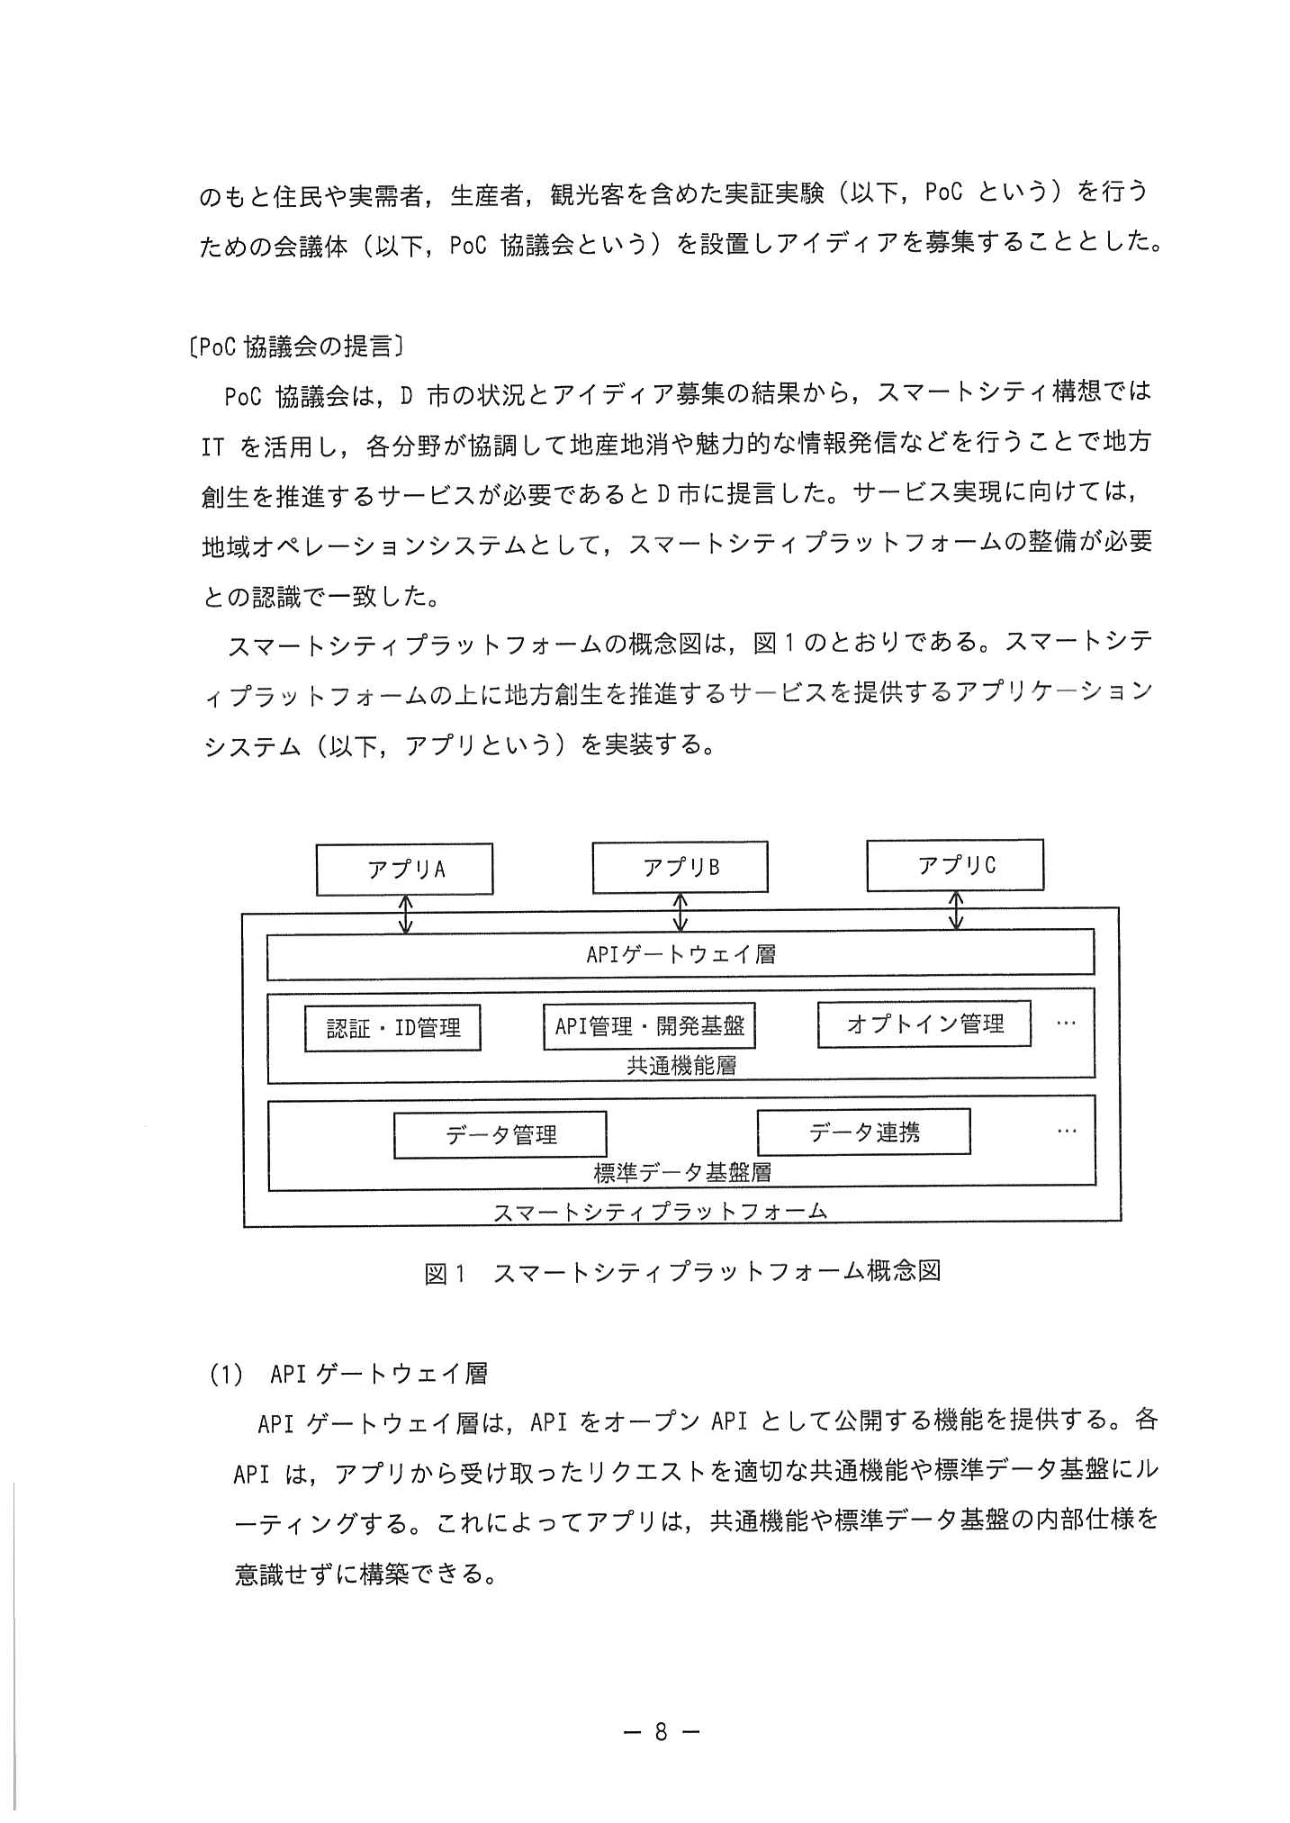 のもと住民や実需者，生産者，観光客を含めた実証実験（以下，PoC という）を行う
ための会議体（以下，PoC 協議会という）を設置しアイディアを募集することとした。
〔PoC 協議会の提言〕
PoC 協議会は，D 市の状況とアイディア募集の結果から，スマートシティ構想では
IT を活用し，各分野が協調して地産地消や魅力的な情報発信などを行うことで地方
創生を推進するサービスが必要であると D 市に提言した。サービス実現に向けては，
地域オペレーションシステムとして，スマートシティプラットフォームの整備が必要
との認識で一致した。
スマートシティプラットフォームの概念図は，図 1 のとおりである。スマートシテ
ィプラットフォームの上に地方創生を推進するサービスを提供するアプリケーション
システム（以下，アプリという）を実装する。
アプリA アプリB アプリC
APIゲートウェイ層
認証・ID管理 API管理・開発基盤 オプトイン管理 …
共通機能層
データ管理 データ連携 …
標準データ基盤層
スマートシティプラットフォーム
図 1 スマートシティプラットフォーム概念図
(1) API ゲートウェイ層
API ゲートウェイ層は，API をオープン API として公開する機能を提供する。各
API は，アプリから受け取ったリクエストを適切な共通機能や標準データ基盤にル
ーティングする。これによってアプリは，共通機能や標準データ基盤の内部仕様を
意識せずに構築できる。
― 8 ―